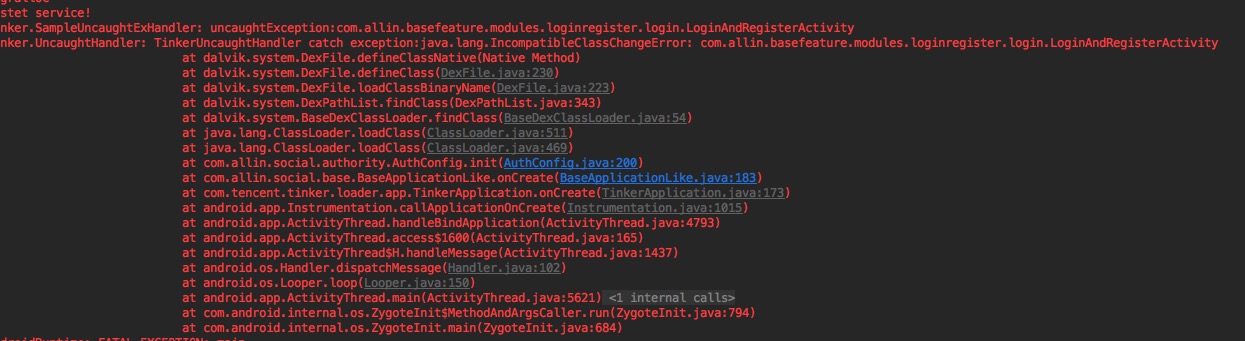 stet service!
nker.SampleUncaughtExHandler: uncaughtException:com.allin.basefeature.modules.loginregister.login.LoginAndRegisterActivity
nker.UncaughtHandler: TinkerUncaughtHandler catch exception:java.lang.IncompatibleClassChangeError: com.allin.basefeature.modules.loginregister.login.LoginAndRegisterActivity
at dalvik.system.DexFile.defineClassNative(Native Method)
at dalvik.system.DexFile.defineClass(DexFile.java:230)
at dalvik.system.DexFile.loadClassBinaryName(DexFile.java:223)
at dalvik.system.DexPathList.findClass(DexPathList.java:343)
at dalvik.system.BaseDexClassLoader.findClass(BaseDexClassLoader.java:54)
at java.lang.ClassLoader.loadClass(ClassLoader.java:511)
at java.lang.ClassLoader.loadClass(ClassLoader.java:469)
at com.allin.social.authority.AuthConfig.init(AuthConfig.java:200)
at com.allin.social.base.BaseApplicationLike.onCreate(BaseApplicationLike.java:183)
at com.tencent.tinker.loader.app.TinkerApplication.onCreate(TinkerApplication.java:173)
at android.app.Instrumentation.callApplicationOnCreate(Instrumentation.java:1015)
at android.app.ActivityThread.handleBindApplication(ActivityThread.java:4793)
at android.app.ActivityThread.access$1600(ActivityThread.java:165)
at android.app.ActivityThread$H.handleMessage(ActivityThread.java:1437)
at android.os.Handler.dispatchMessage(Handler.java:102)
at android.os.Looper.loop(Looper.java:150)
at android.app.ActivityThread.main(ActivityThread.java:5621) <1 internal calls>
at com.android.internal.os.ZygoteInit$MethodAndArgsCaller.run(ZygoteInit.java:794)
at com.android.internal.os.ZygoteInit.main(ZygoteInit.java:684)